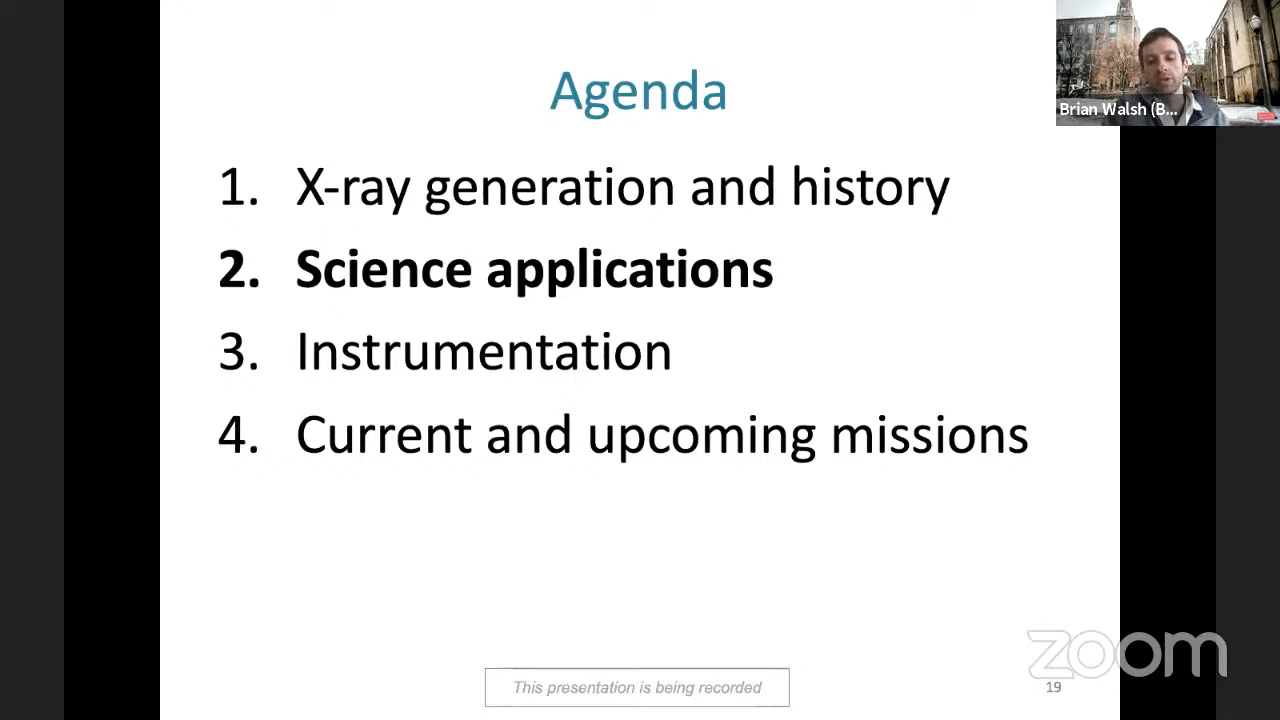 Agenda
Brian Walsh (B...
1. X-ray generation and history
2. Science applications
3. Instrumentation
4. Current and upcoming missions
zoom
This presentation is being recorded
19